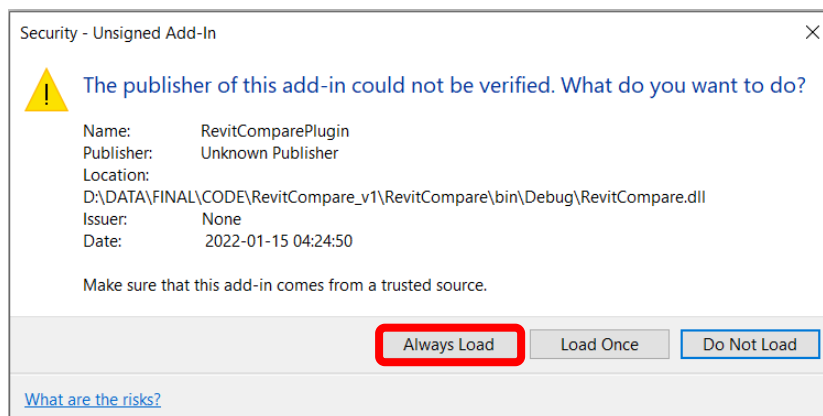 Security - Unsigned Add-In
The publisher of this add-in could not be verified. What do you want to do?
Name: RevitComparePlugin
Publisher: Unknown Publisher
Location:
D:\DATA\FINAL\CODE\RevitCompare_v1\RevitCompare\bin\Debug\RevitCompare.dll
Issuer: None
Date: 2022-01-15 04:24:50
Make sure that this add-in comes from a trusted source.
Always Load Load Once Do Not Load
What are the risks?